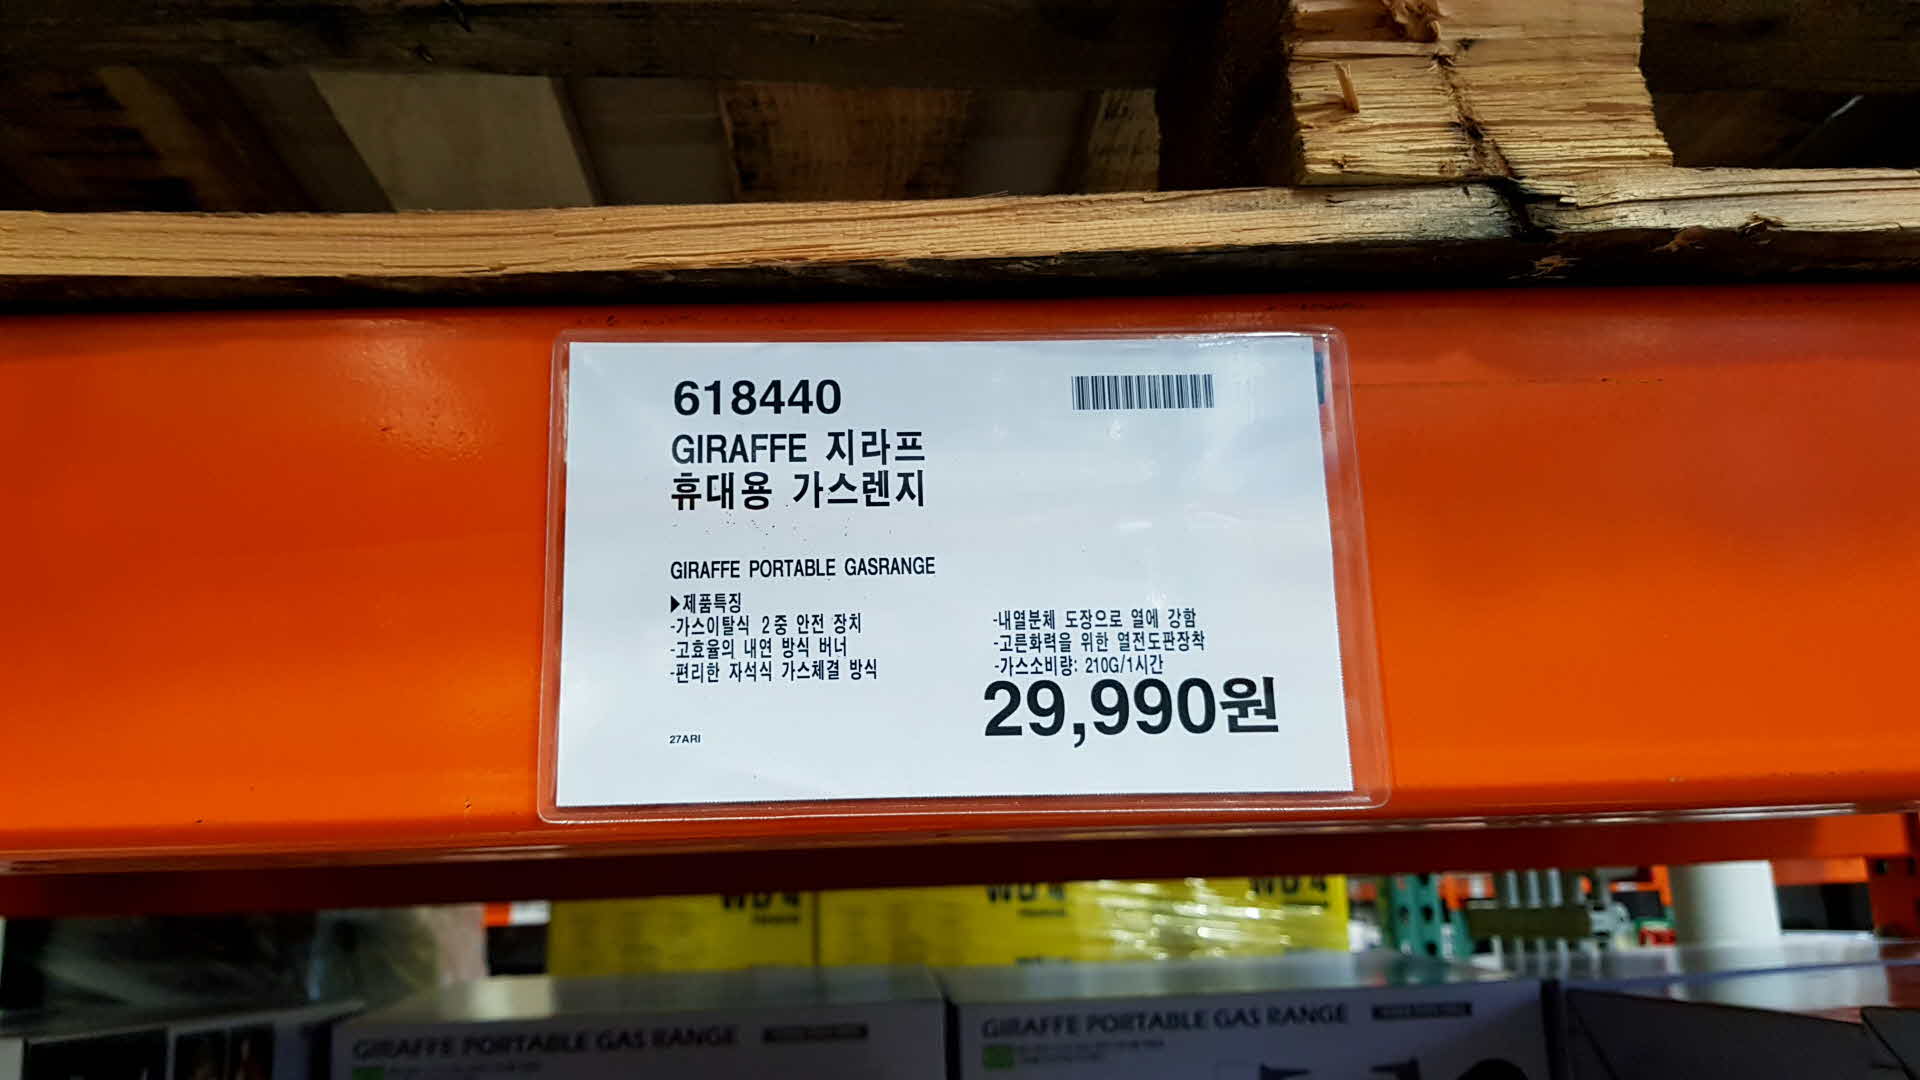 618440
GIRAFFE 지라프
휴대용 가스렌지
GIRAFFE PORTABLE GASRANGE
▶제품특징
-가스이탈식 2중 안전 장치
-고효율의 내연 방식 버너
-편리한 자석식 가스체결 방식
-내열분체 도장으로 열에 강함
-고른화력을 위한 열전도판장착
-가스소비량: 210G/1시간
29,990원
27ARI
GIRAFFE PORTABLE GAS RANGE
GIRAFFE PORTABLE GAS RANGE